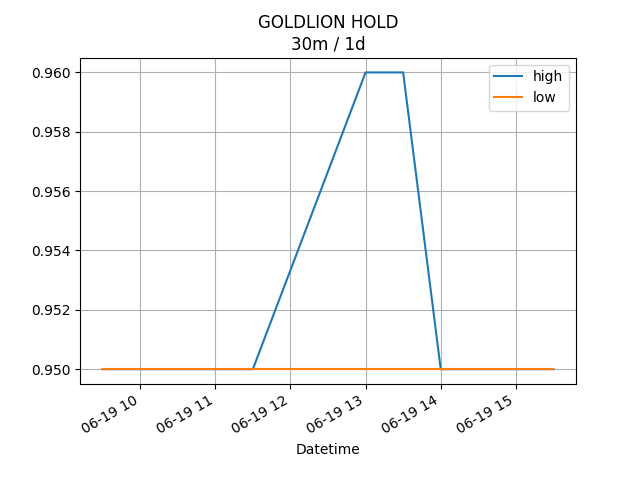 GOLDLION HOLD
30m / 1d
high
low
0.960
0.958
0.956
0.954
0.952
0.950
06-19 10
06-19 11
06-19 12
06-19 13
06-19 14
06-19 15
Datetime